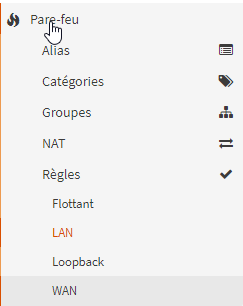 Pare-feu
Alias
Catégories
Groupes
NAT
Règles
Flottant
LAN
Loopback
WAN